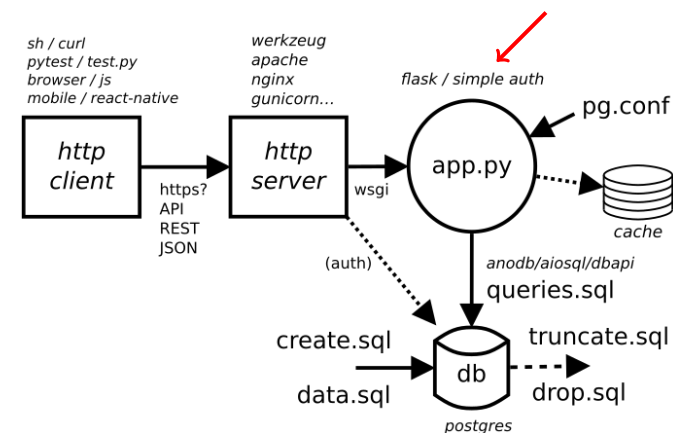 sh / curl
pytest / test.py
browser / js
mobile / react-native
werkzeug
apache
nginx
gunicorn...
flask / simple auth
pg.conf
http
client
https?
API
REST
JSON
http
server
wsgi
app.py
cache
(auth)
anodb/aiosql/dbapi
queries.sql
create.sql
data.sql
db
truncate.sql
drop.sql
postgres